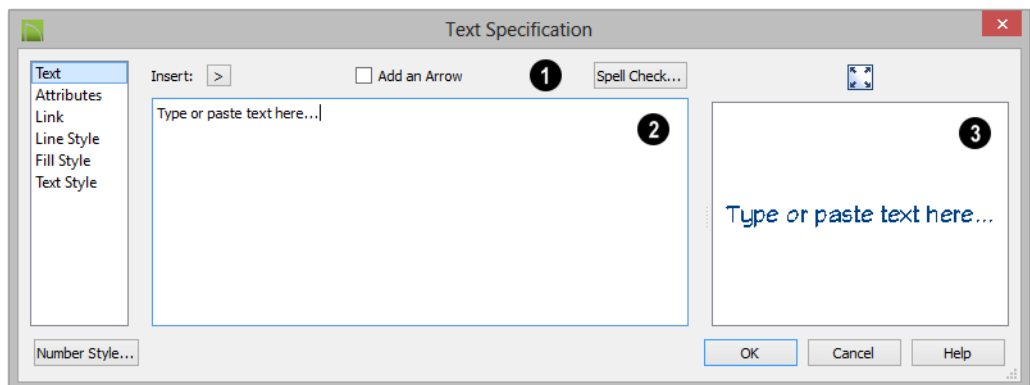 Text Specification
×
Text
Attributes
Link
Line Style
Fill Style
Text Style
Insert: >
Add an Arrow
1
Spell Check...
Type or paste text here...
2
3
Type or paste text here...
Number Style...
OK
Cancel
Help